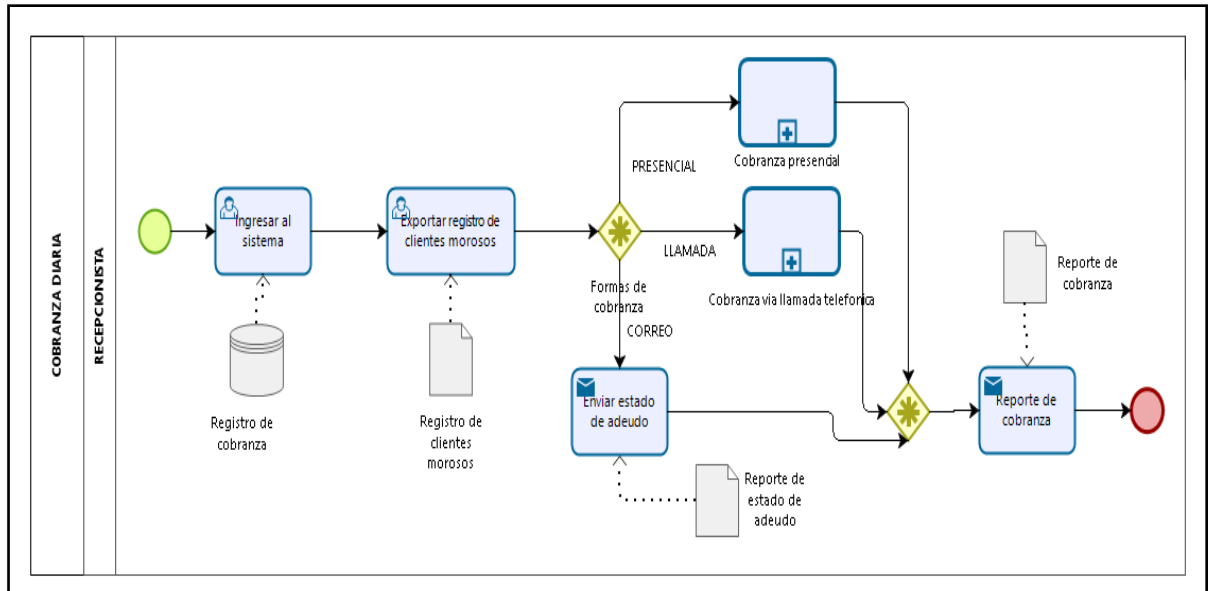 COBRANZA DIARIA
RECEPCIONISTA
Ingresar al
sistema
Registro de
cobranza
Exportar registro de
clientes morosos
Registro de
clientes
morosos
Formas de
cobranza
PRESENCIAL
Cobranza presencial
LLAMADA
Cobranza via llamada telefonica
CORREO
Enviar estado
de adeudo
Reporte de
estado de
adeudo
Reporte de
cobranza
Reporte de
cobranza